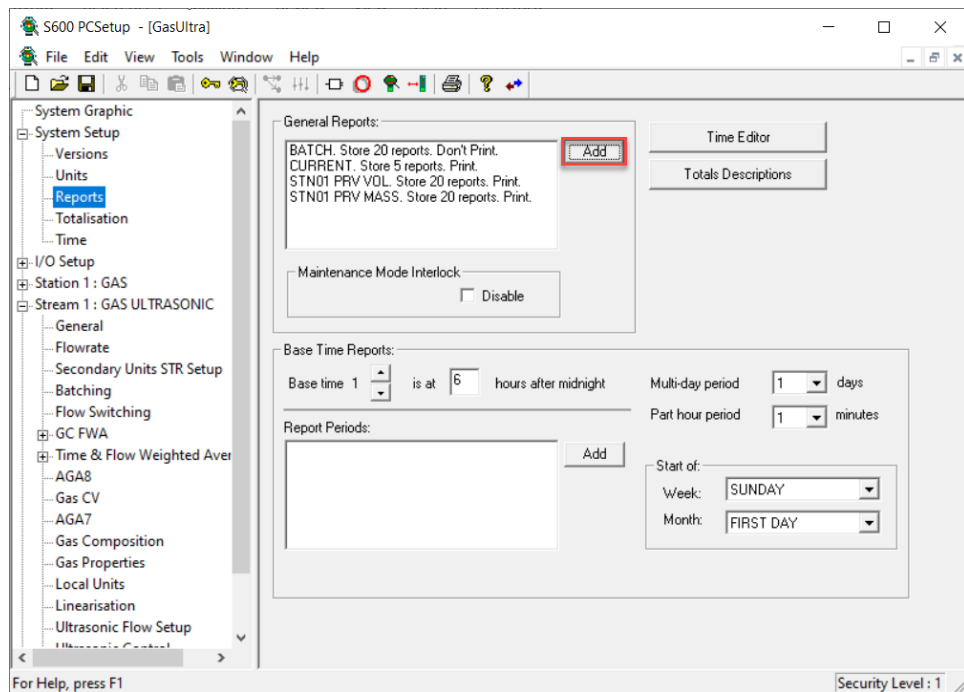 S600 PCSetup - [GasUltra]
File Edit View Tools Window Help
System Graphic
System Setup
Versions
Units
Reports
Totalisation
Time
I/O Setup
Station 1 : GAS
Stream 1 : GAS ULTRASONIC
General
Flowrate
Secondary Units STR Setup
Batching
Flow Switching
GC FWA
Time & Flow Weighted Aver
AGA8
Gas CV
AGA7
Gas Composition
Gas Properties
Local Units
Linearisation
Ultrasonic Flow Setup
General Reports:
BATCH. Store 20 reports. Don't Print.
CURRENT. Store 5 reports. Print.
STN01 PRV VOL. Store 20 reports. Print.
STN01 PRV MASS. Store 20 reports. Print.
Add
Time Editor
Totals Descriptions
Maintenance Mode Interlock
Disable
Base Time Reports:
Base time 1 is at 6 hours after midnight
Multi-day period 1 days
Part hour period 1 minutes
Report Periods:
Add
Start of:
Week: SUNDAY
Month: FIRST DAY
For Help, press F1
Security Level : 1